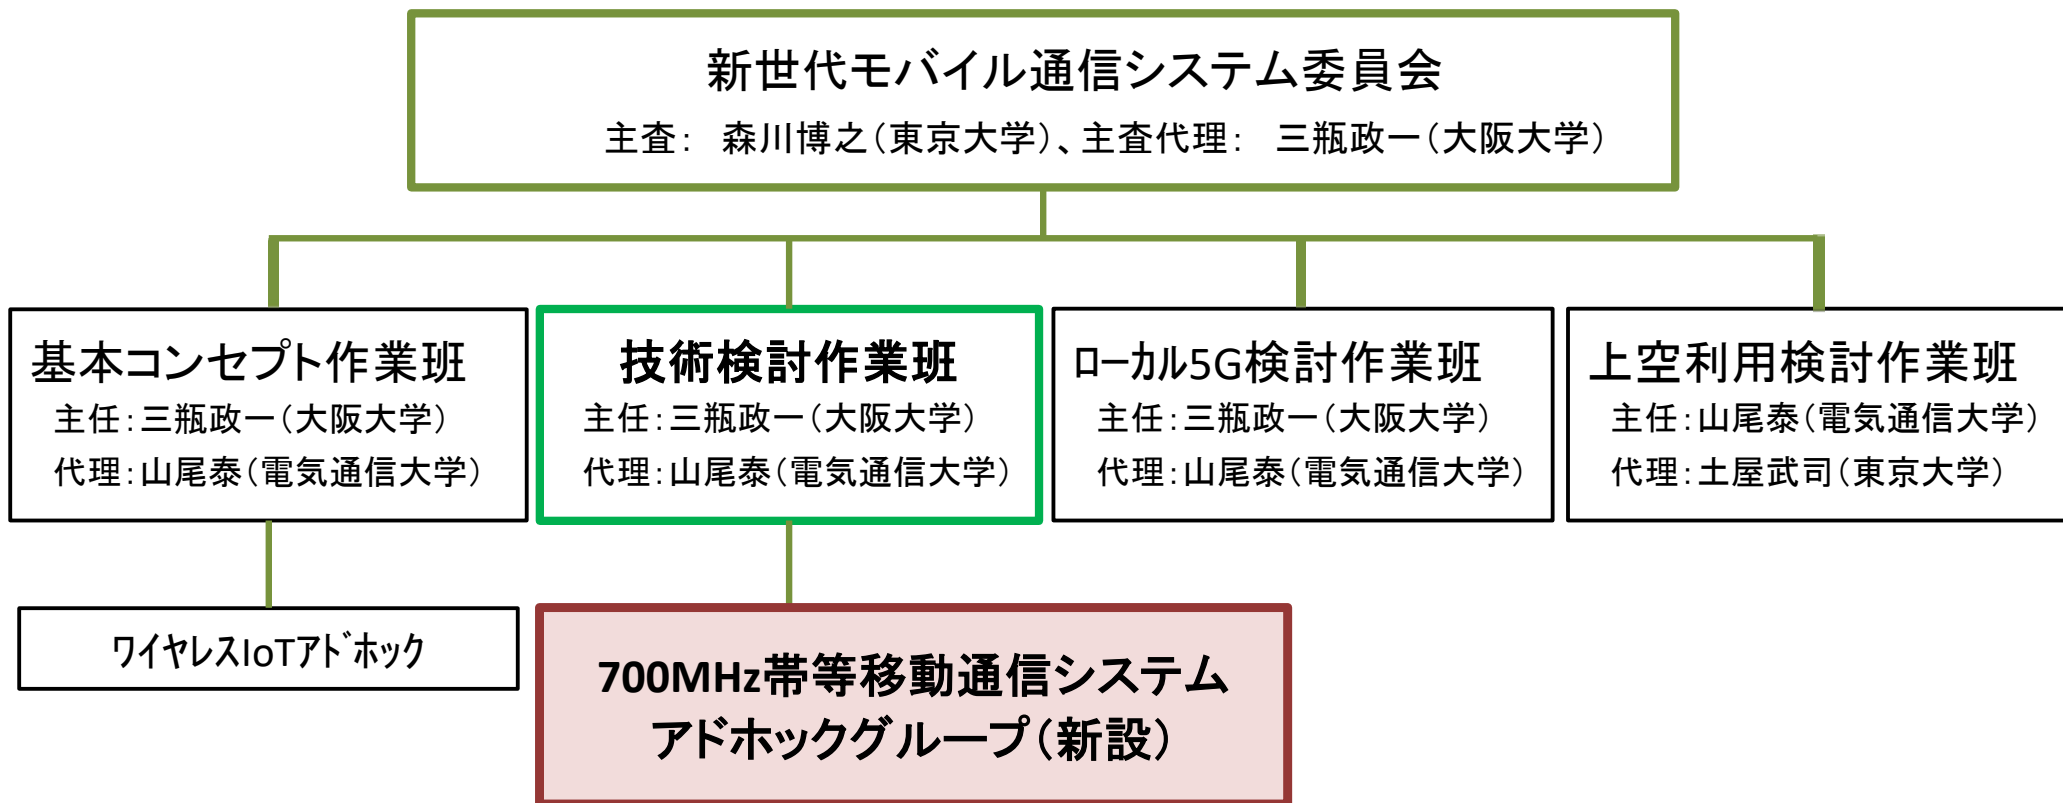 新世代モバイル通信システム委員会
主査： 森川博之（東京大学）、主査代理： 三瓶政一（大阪大学）
基本コンセプト作業班
主任：三瓶政一（大阪大学）
代理：山尾泰（電気通信大学）
技術検討作業班
主任：三瓶政一（大阪大学）
代理：山尾泰（電気通信大学）
ﾛｰｶﾙ5G検討作業班
主任：三瓶政一（大阪大学）
代理：山尾泰（電気通信大学）
上空利用検討作業班
主任：山尾泰（電気通信大学）
代理：土屋武司（東京大学）
ﾜｲﾔﾚｽIoTｱﾄﾞﾎｯｸ
700MHz帯等移動通信システム
アドホックグループ（新設）